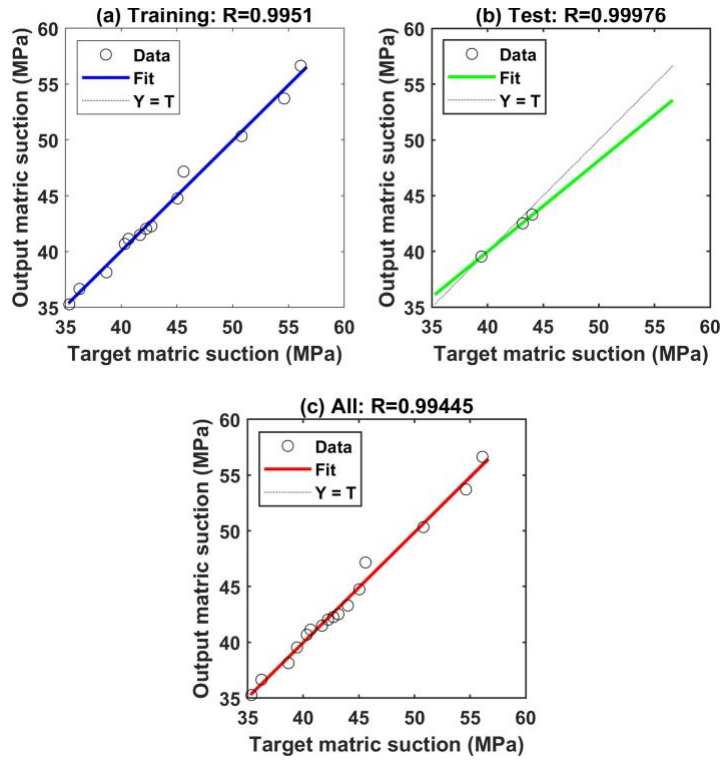 (a) Training: R=0.9951
Output matric suction (MPa)
60
55
50
45
40
35
Data
Fit
Y = T
35 40 45 50 55 60
Target matric suction (MPa)
(b) Test: R=0.99976
Output matric suction (MPa)
60
55
50
45
40
35
Data
Fit
Y = T
35 40 45 50 55 60
Target matric suction (MPa)
(c) All: R=0.99445
Output matric suction (MPa)
60
55
50
45
40
35
Data
Fit
Y = T
35 40 45 50 55 60
Target matric suction (MPa)